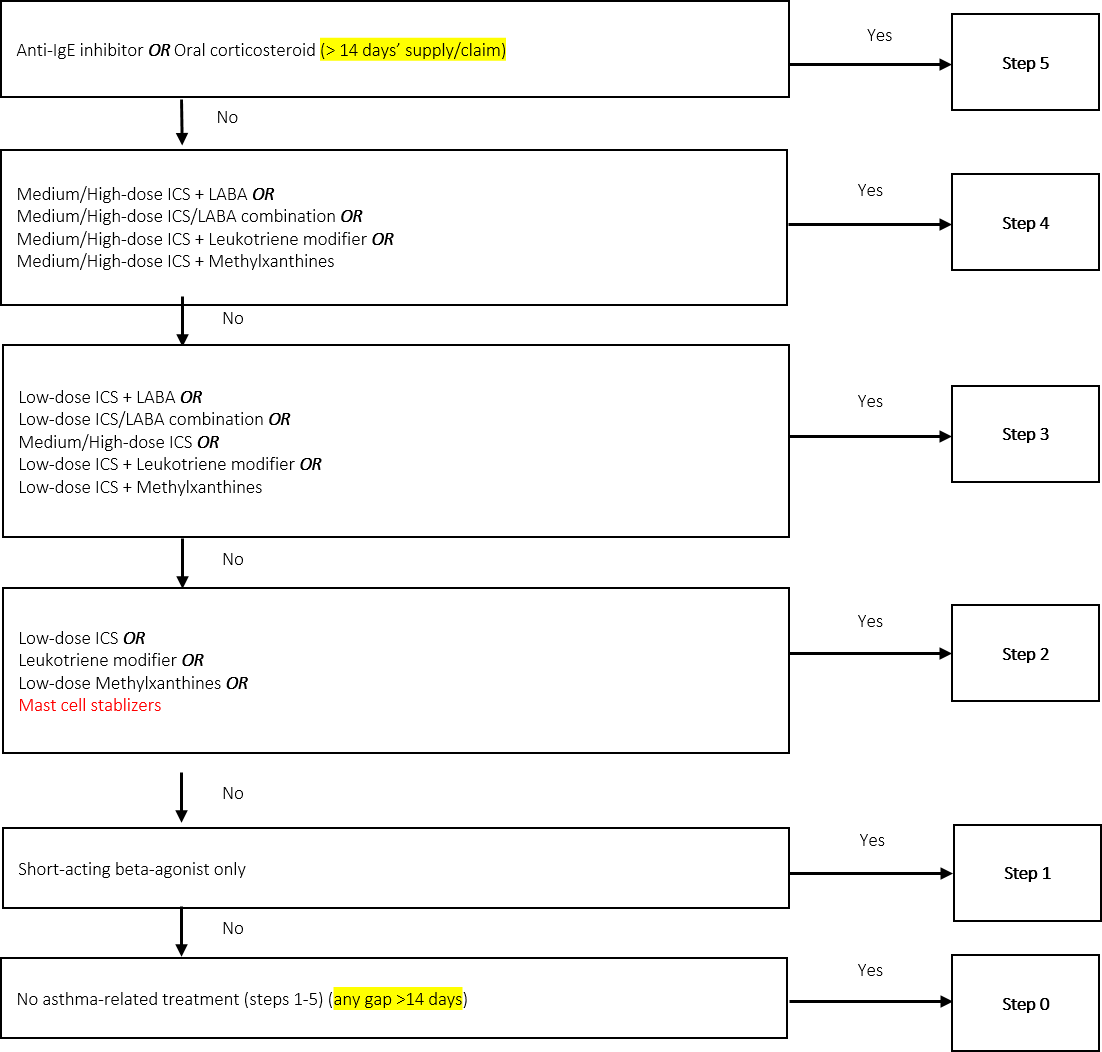 Anti-IgE inhibitor OR Oral corticosteroid (> 14 days’ supply/claim)
Yes
Step 5
No
Medium/High-dose ICS + LABA OR
Medium/High-dose ICS/LABA combination OR
Medium/High-dose ICS + Leukotriene modifier OR
Medium/High-dose ICS + Methylxanthines
Yes
Step 4
No
Low-dose ICS + LABA OR
Low-dose ICS/LABA combination OR
Medium/High-dose ICS OR
Low-dose ICS + Leukotriene modifier OR
Low-dose ICS + Methylxanthines
Yes
Step 3
No
Low-dose ICS OR
Leukotriene modifier OR
Low-dose Methylxanthines OR
Mast cell stablizers
Yes
Step 2
No
Short-acting beta-agonist only
Yes
Step 1
No
No asthma-related treatment (steps 1-5) (any gap >14 days)
Yes
Step 0